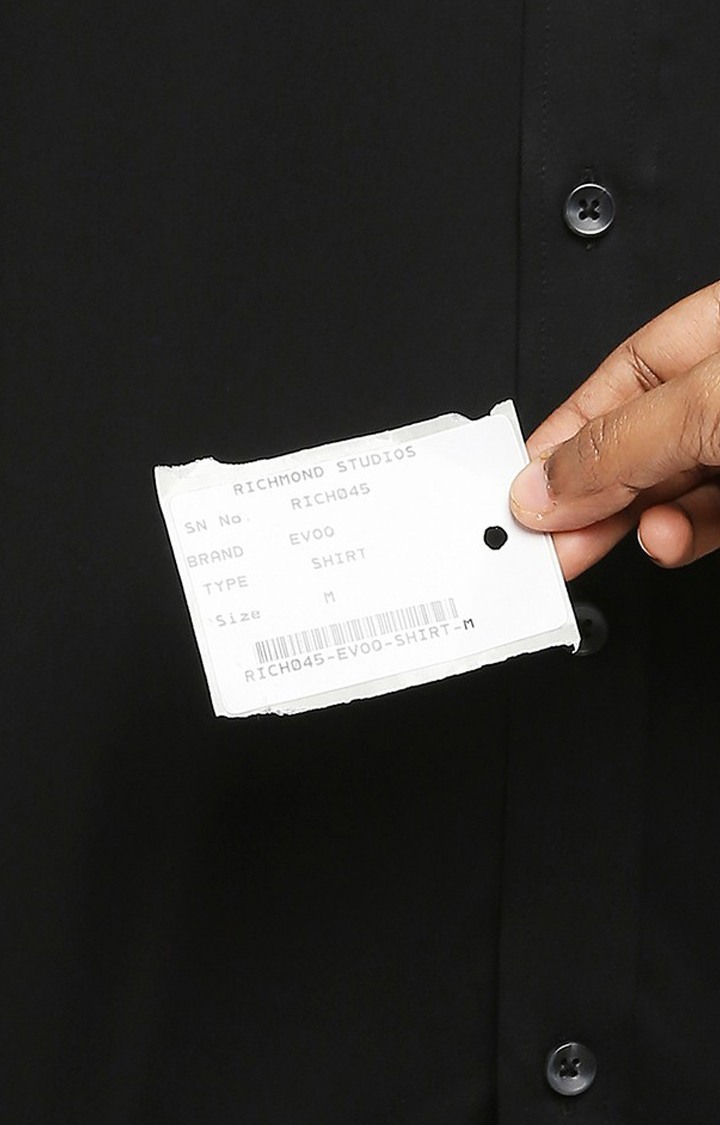 RICHMOND STUDIOS
SN No. RICH045
BRAND EVOO
TYPE SHIRT
Size M
RICH045-EVOO-SHIRT-M